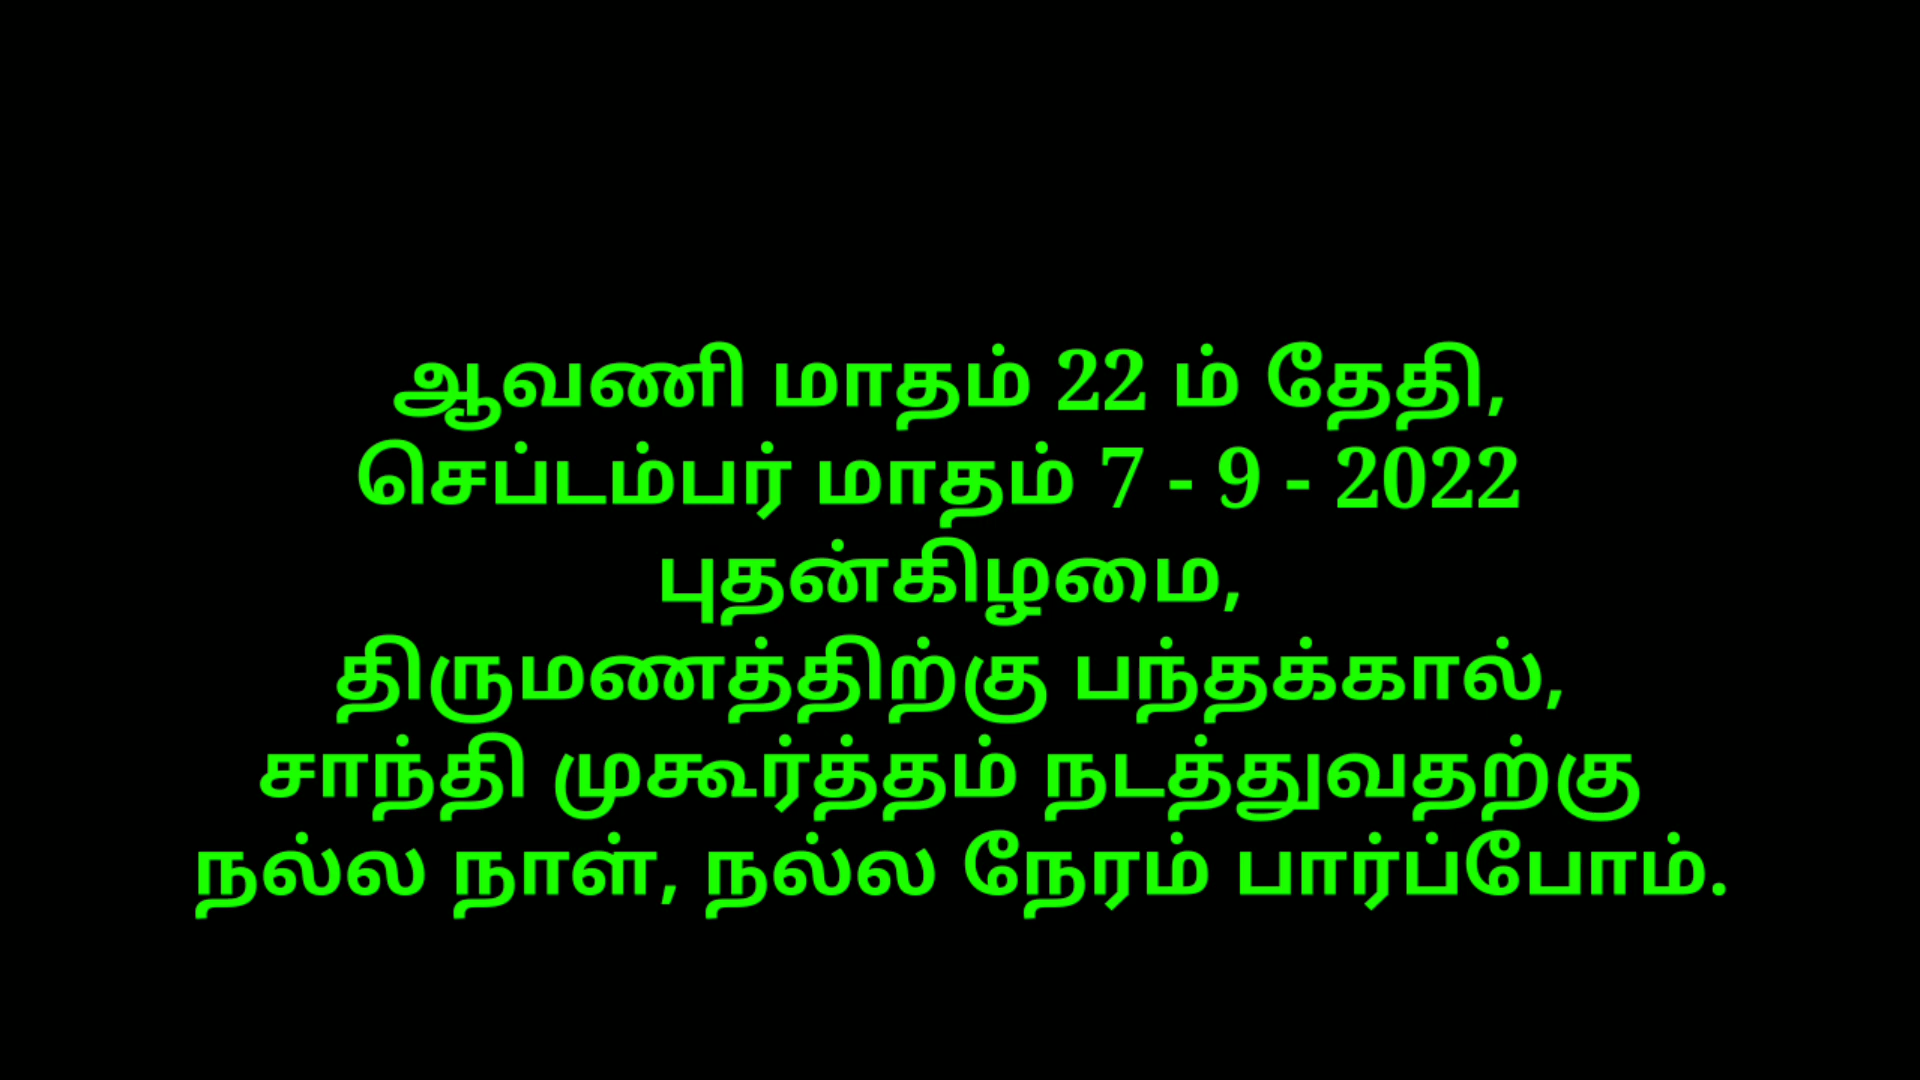 ஆவணி மாதம் 22 ம் தேதி,
செப்டம்பர் மாதம் 7 - 9 - 2022
புதன்கிழமை,
திருமணத்திற்கு பந்தக்கால்,
சாந்தி முகூர்த்தம் நடத்துவதற்கு
நல்ல நாள், நல்ல நேரம் பார்ப்போம்.